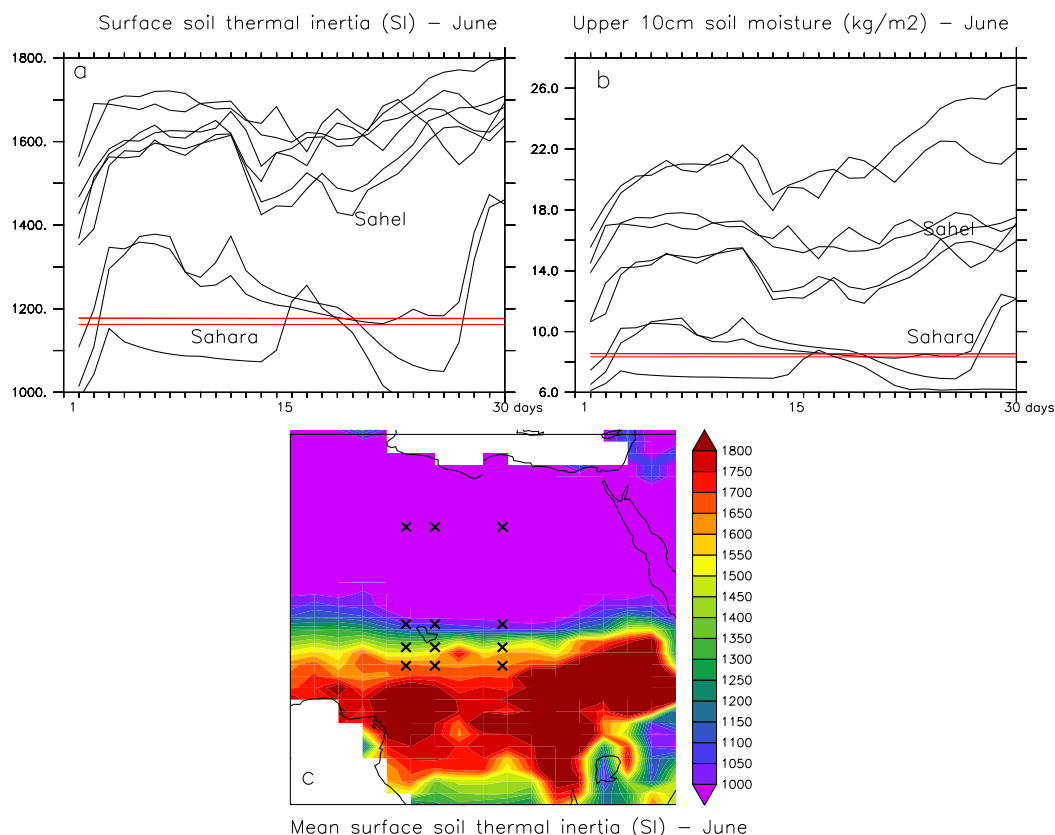 Surface soil thermal inertia (SI) – June
Upper 10cm soil moisture (kg/m2) – June
a
1800.
1600.
1400.
1200.
1000.
Sahel
Sahara
1
15
30 days
b
26.0
22.0
18.0
14.0
10.0
6.0
Sahel
Sahara
1
15
30 days
c
1800
1750
1700
1650
1600
1550
1500
1450
1400
1350
1300
1250
1200
1150
1100
1050
1000
Mean surface soil thermal inertia (SI) – June